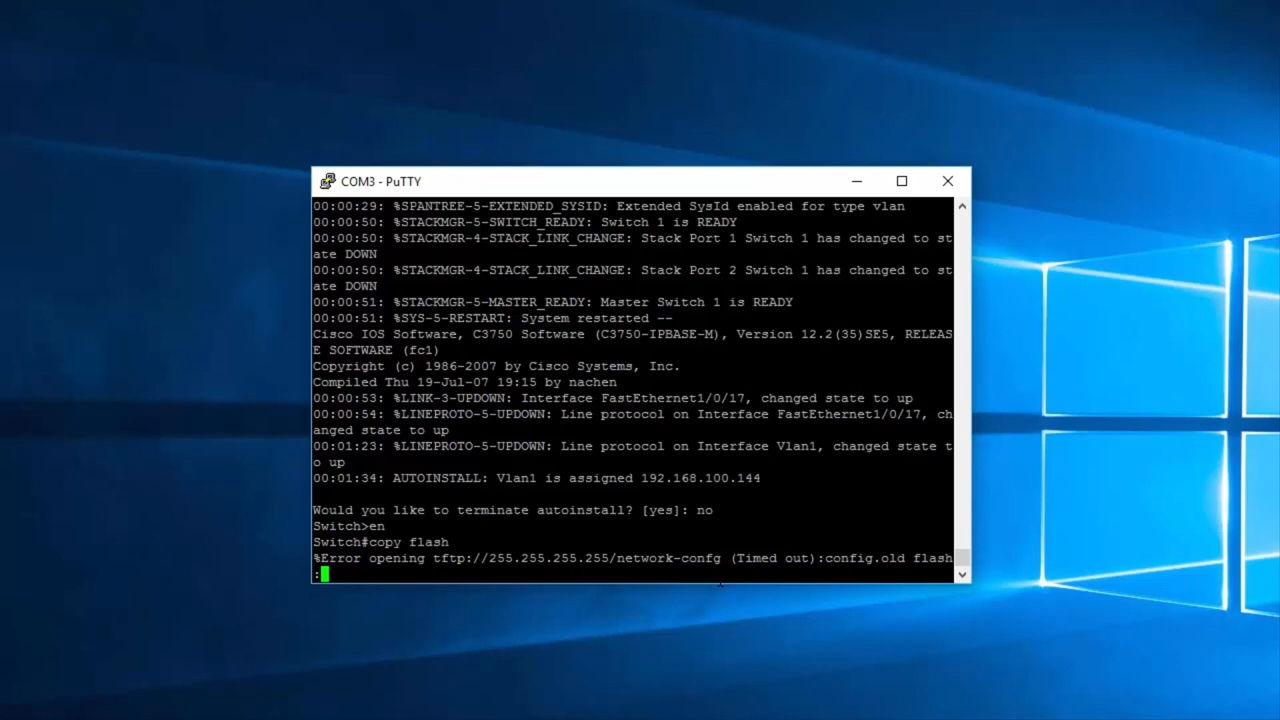 COM3 - PuTTY
00:00:29: %SPANTREE-5-EXTENDED_SYSID: Extended SysId enabled for type vlan
00:00:50: %STACKMGR-5-SWITCH_READY: Switch 1 is READY
00:00:50: %STACKMGR-4-STACK_LINK_CHANGE: Stack Port 1 Switch 1 has changed to st
ate DOWN
00:00:50: %STACKMGR-4-STACK_LINK_CHANGE: Stack Port 2 Switch 1 has changed to st
ate DOWN
00:00:51: %STACKMGR-5-MASTER_READY: Master Switch 1 is READY
00:00:51: %SYS-5-RESTART: System restarted --
Cisco IOS Software, C3750 Software (C3750-IPBASE-M), Version 12.2(35)SE5, RELEAS
E SOFTWARE (fc1)
Copyright (c) 1986-2007 by Cisco Systems, Inc.
Compiled Thu 19-Jul-07 19:15 by nachen
00:00:53: %LINK-3-UPDOWN: Interface FastEthernet1/0/17, changed state to up
00:00:54: %LINEPROTO-5-UPDOWN: Line protocol on Interface FastEthernet1/0/17, ch
anged state to up
00:01:23: %LINEPROTO-5-UPDOWN: Line protocol on Interface Vlan1, changed state t
o up
00:01:34: AUTOINSTALL: Vlan1 is assigned 192.168.100.144
Would you like to terminate autoinstall? [yes]: no
Switch>en
Switch#copy flash
%Error opening tftp://255.255.255.255/network-confg (Timed out):config.old flash
: